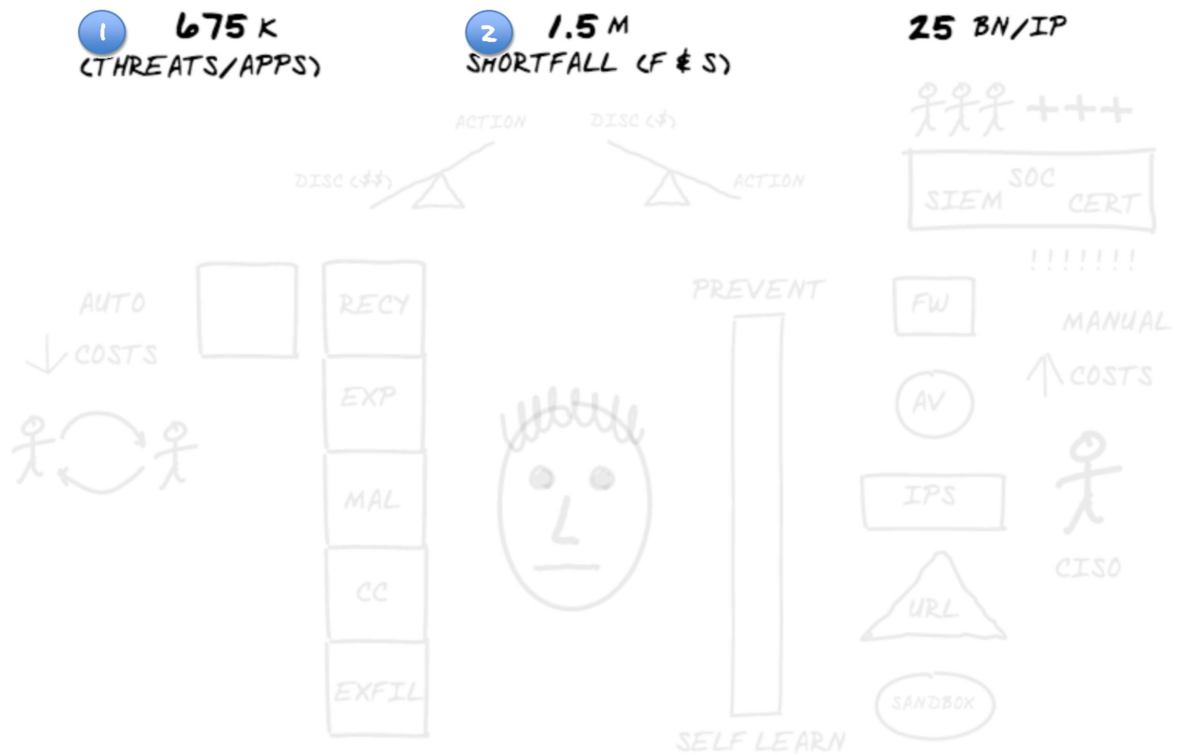 1 675 K
(THREATS/APPS)
2 1.5 M
SHORTFALL (F & S)
25 BN/IP
+++
ACTION
DISC ($)
DISC ($$)
ACTION
SOC
SIEM
CERT
!!!!!!!
AUTO
↓ COSTS
RECY
EXP
MAL
CC
EXFIL
PREVENT
SELF LEARN
FW
AV
IPS
URL
SANDBOX
MANUAL
↑ COSTS
CISO